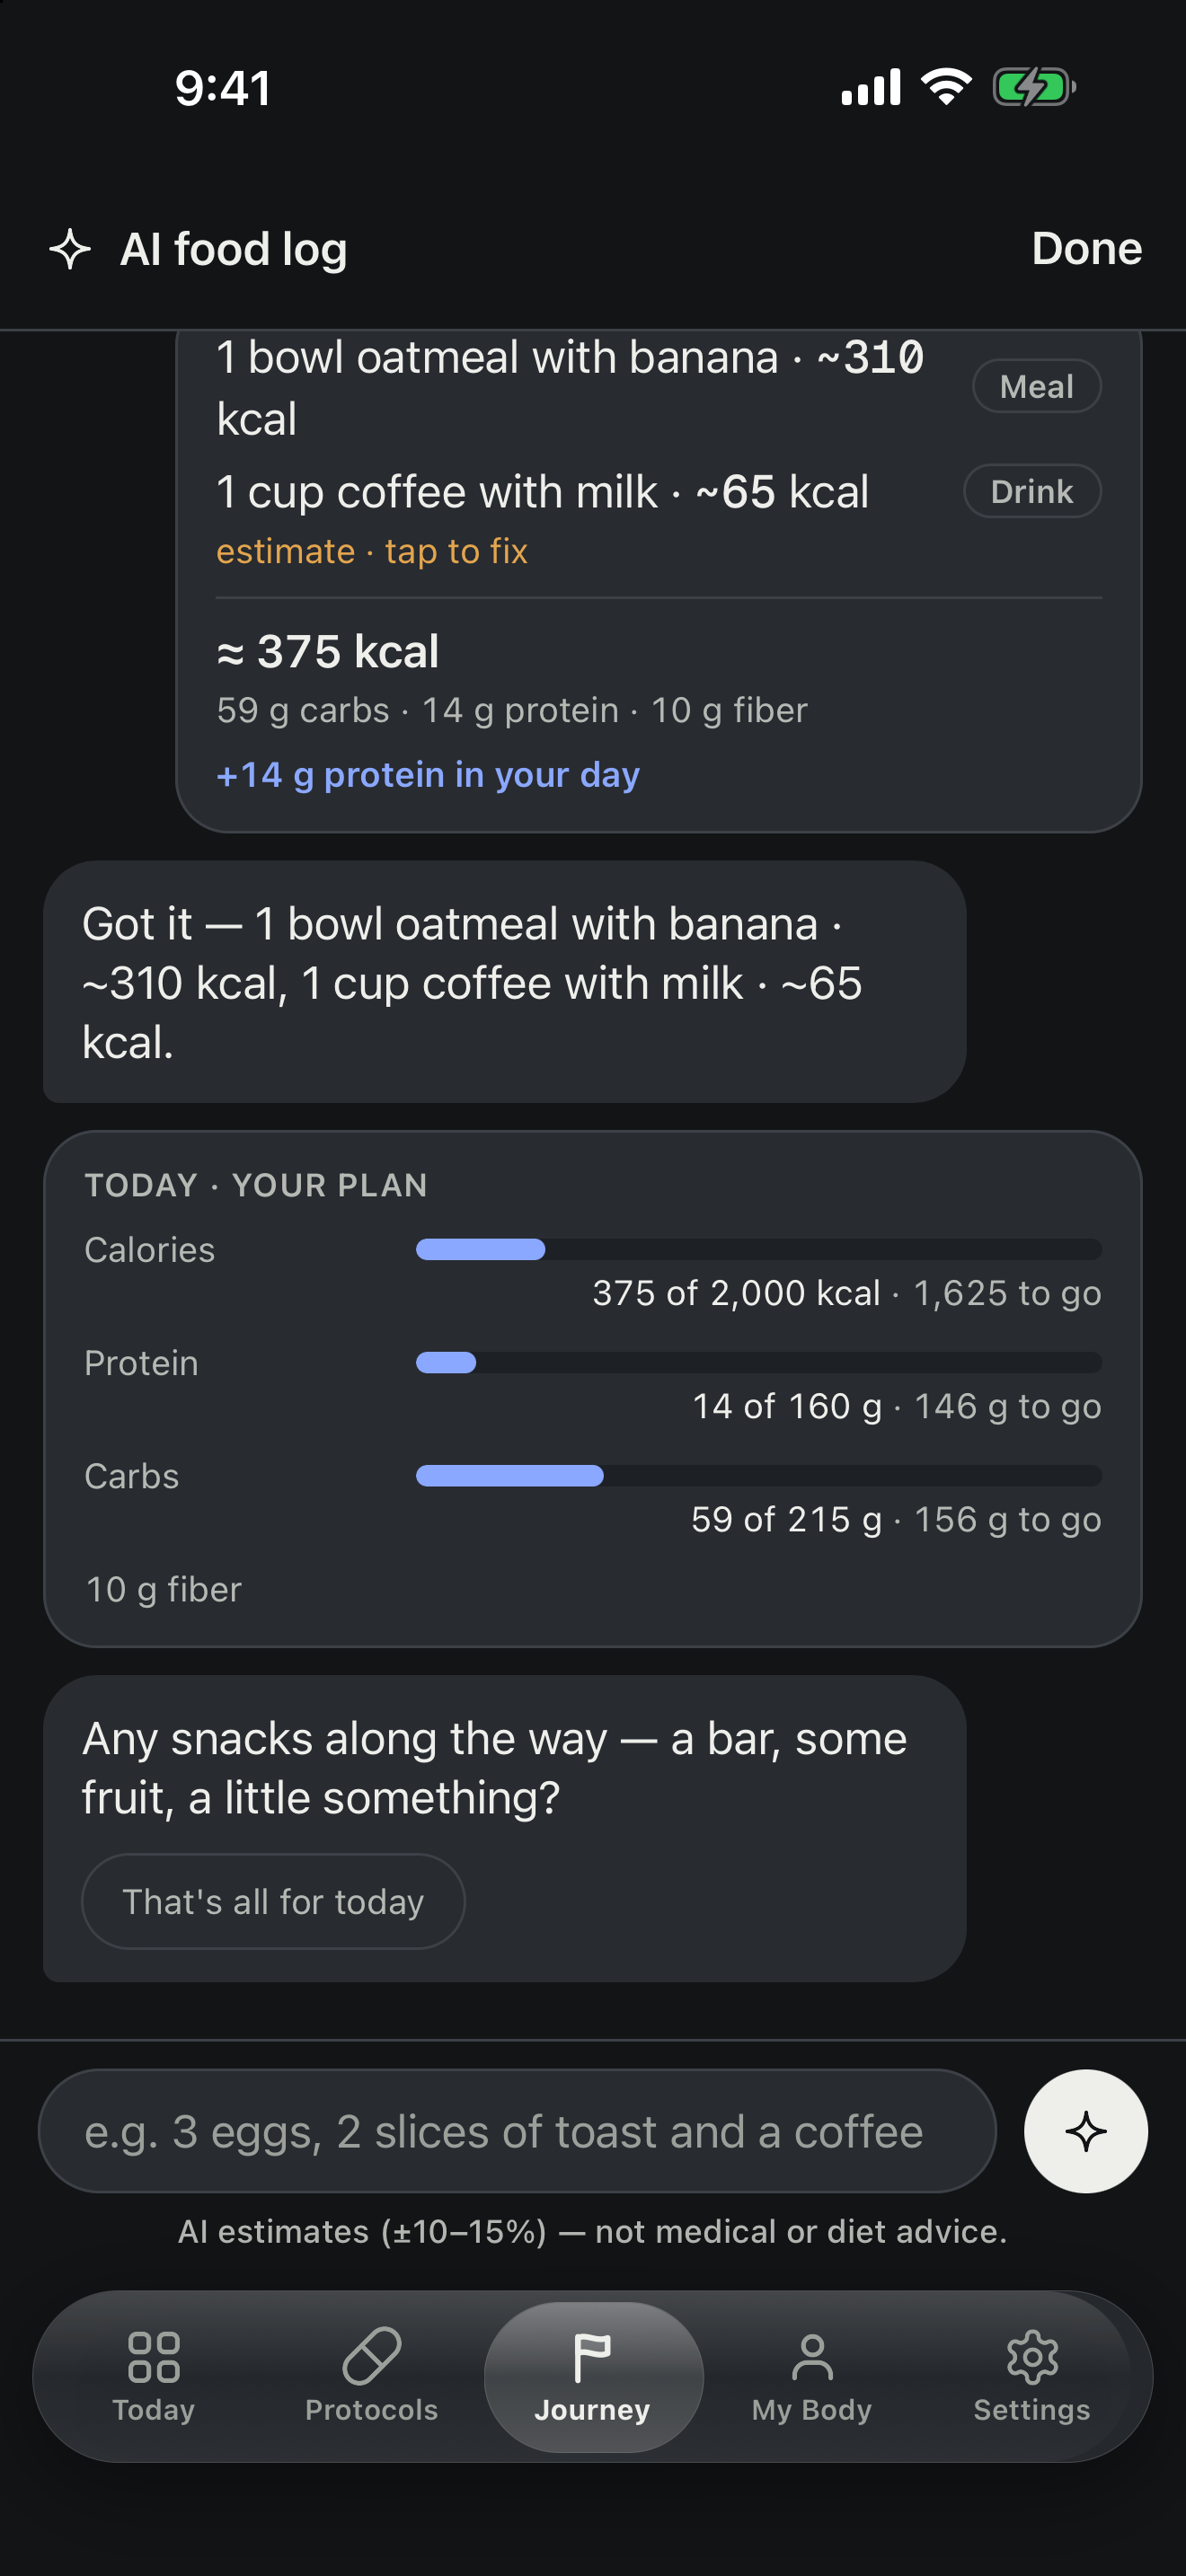 9:41
AI food log
Done
1 bowl oatmeal with banana · ~310
kcal
Meal
1 cup coffee with milk · ~65 kcal
Drink
estimate · tap to fix
≈ 375 kcal
59 g carbs · 14 g protein · 10 g fiber
+14 g protein in your day
Got it — 1 bowl oatmeal with banana ·
~310 kcal, 1 cup coffee with milk · ~65
kcal.
TODAY · YOUR PLAN
Calories
375 of 2,000 kcal · 1,625 to go
Protein
14 of 160 g · 146 g to go
Carbs
59 of 215 g · 156 g to go
10 g fiber
Any snacks along the way — a bar, some
fruit, a little something?
That's all for today
e.g. 3 eggs, 2 slices of toast and a coffee
AI estimates (±10–15%) — not medical or diet advice.
Today
Protocols
Journey
My Body
Settings